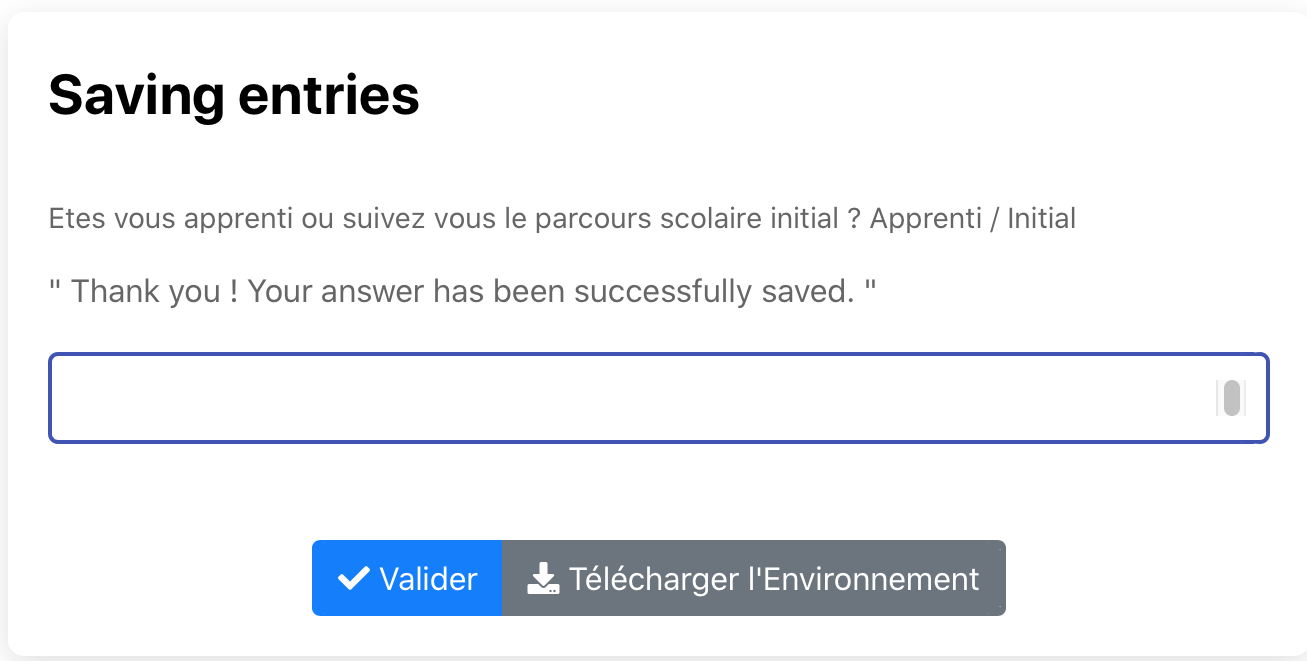 Saving entries
Etes vous apprenti ou suivez vous le parcours scolaire initial ? Apprenti / Initial
" Thank you ! Your answer has been successfully saved. "
Valider
Télécharger l'Environnement